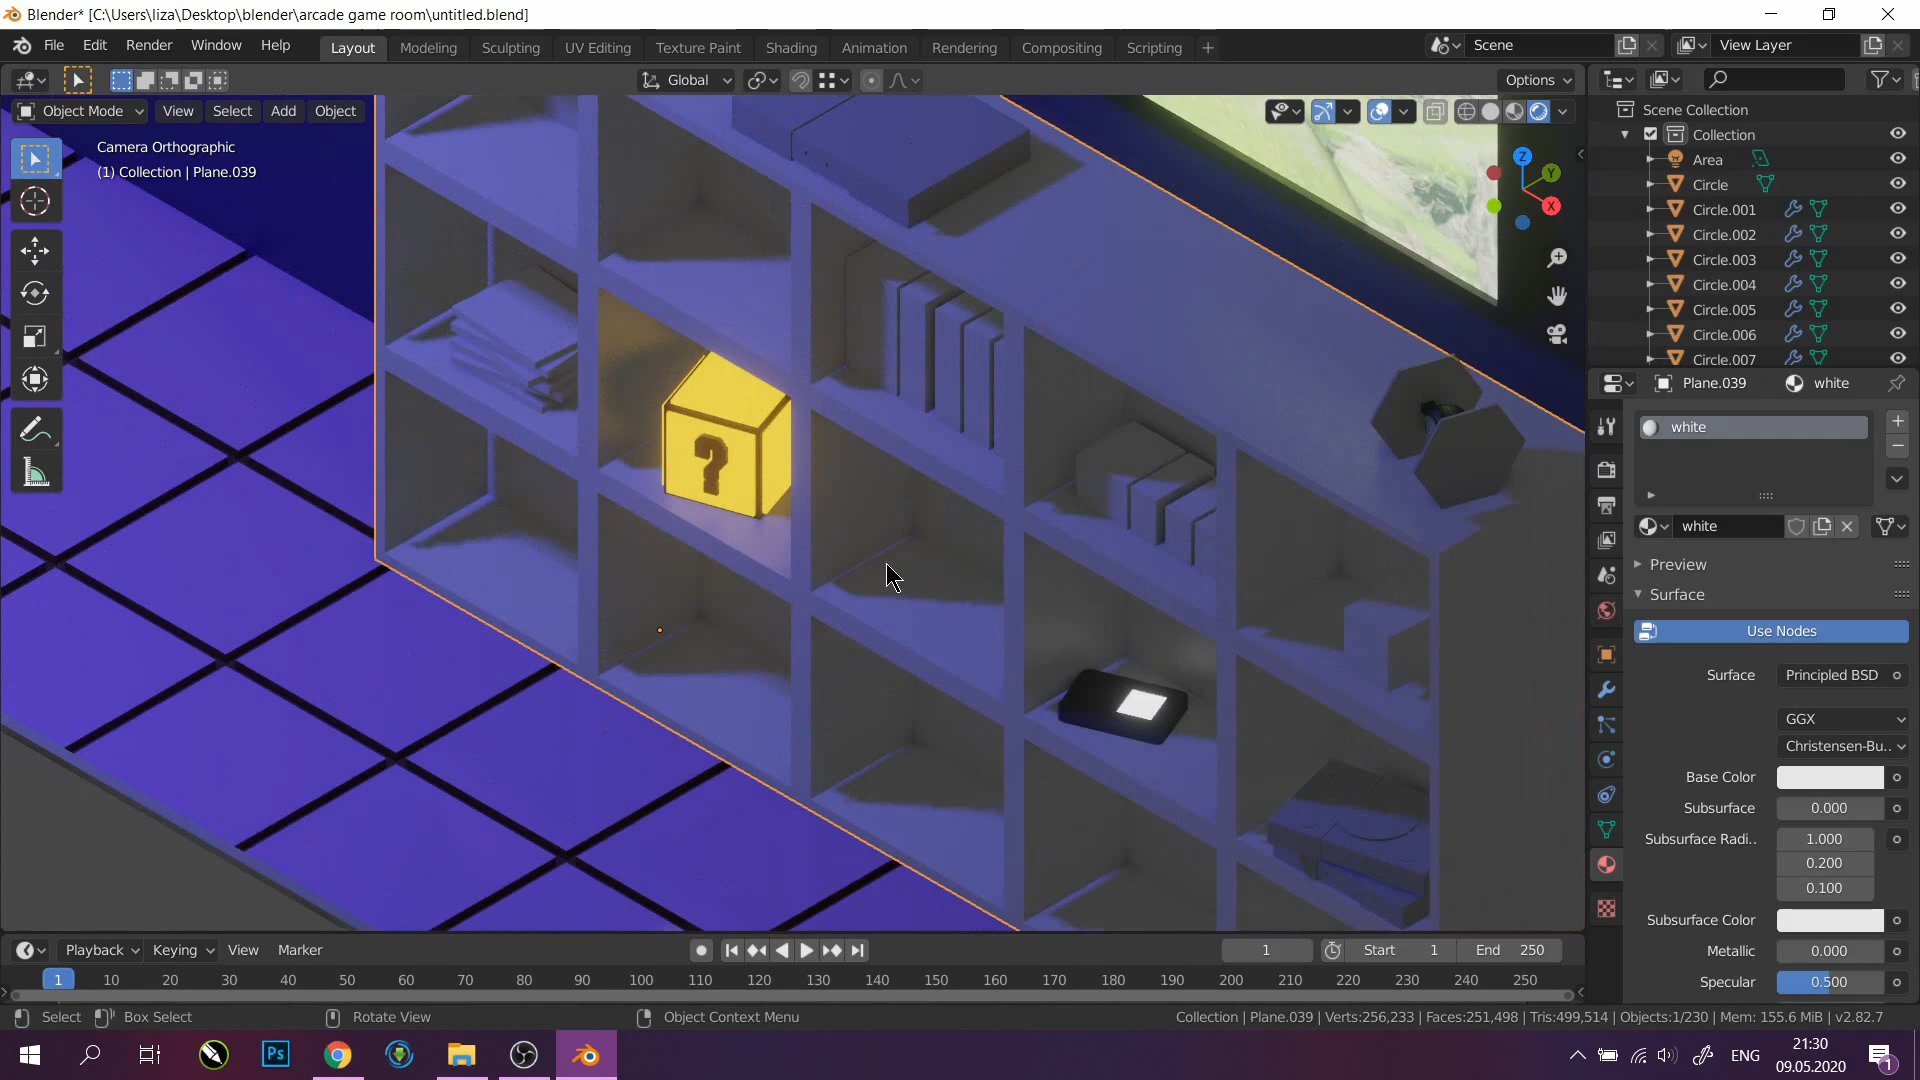 Blender* [C:\Users\liza\Desktop\blender\arcade game room\untitled.blend]
File Edit Render Window Help Layout Modeling Sculpting UV Editing Texture Paint Shading Animation Rendering Compositing Scripting + Scene View Layer
Global Options
Object Mode View Select Add Object
Camera Orthographic
(1) Collection | Plane.039
Z
Y
X
?
Scene Collection
Collection
Area
Circle
Circle.001
Circle.002
Circle.003
Circle.004
Circle.005
Circle.006
Circle.007
Plane.039 white
white
white
Preview
Surface
Use Nodes
Surface Principled BSD
GGX
Christensen-Bu..
Base Color
Subsurface 0.000
Subsurface Radi.. 1.000
0.200
0.100
Subsurface Color
Metallic 0.000
Specular 0.500
Playback Keying View Marker 1 Start 1 End 250
1 10 20 30 40 50 60 70 80 90 100 110 120 130 140 150 160 170 180 190 200 210 220 230 240 250
Select Box Select Rotate View Object Context Menu Collection | Plane.039 | Verts:256,233 | Faces:251,498 | Tris:499,514 | Objects:1/230 | Mem: 155.6 MiB | v2.82.7
Ps ENG 21:30
09.05.2020
1